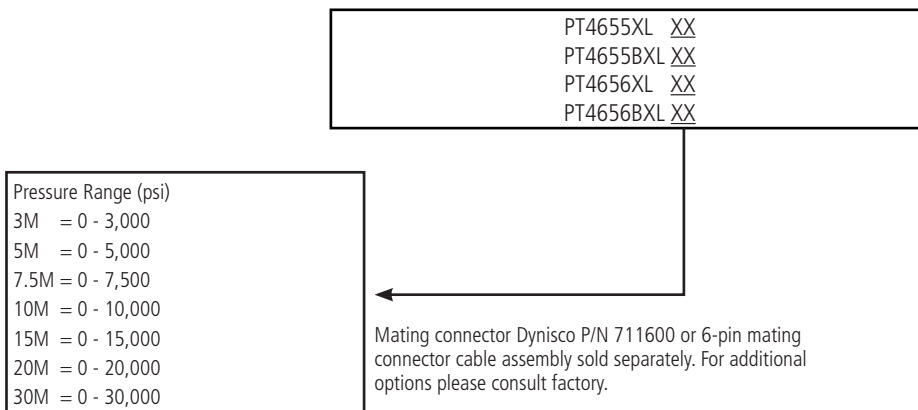 PT4655XL XX
PT4655BXL XX
PT4656XL XX
PT4656BXL XX
Pressure Range (psi)
3M = 0 - 3,000
5M = 0 - 5,000
7.5M = 0 - 7,500
10M = 0 - 10,000
15M = 0 - 15,000
20M = 0 - 20,000
30M = 0 - 30,000
Mating connector Dynisco P/N 711600 or 6-pin mating
connector cable assembly sold separately. For additional
options please consult factory.